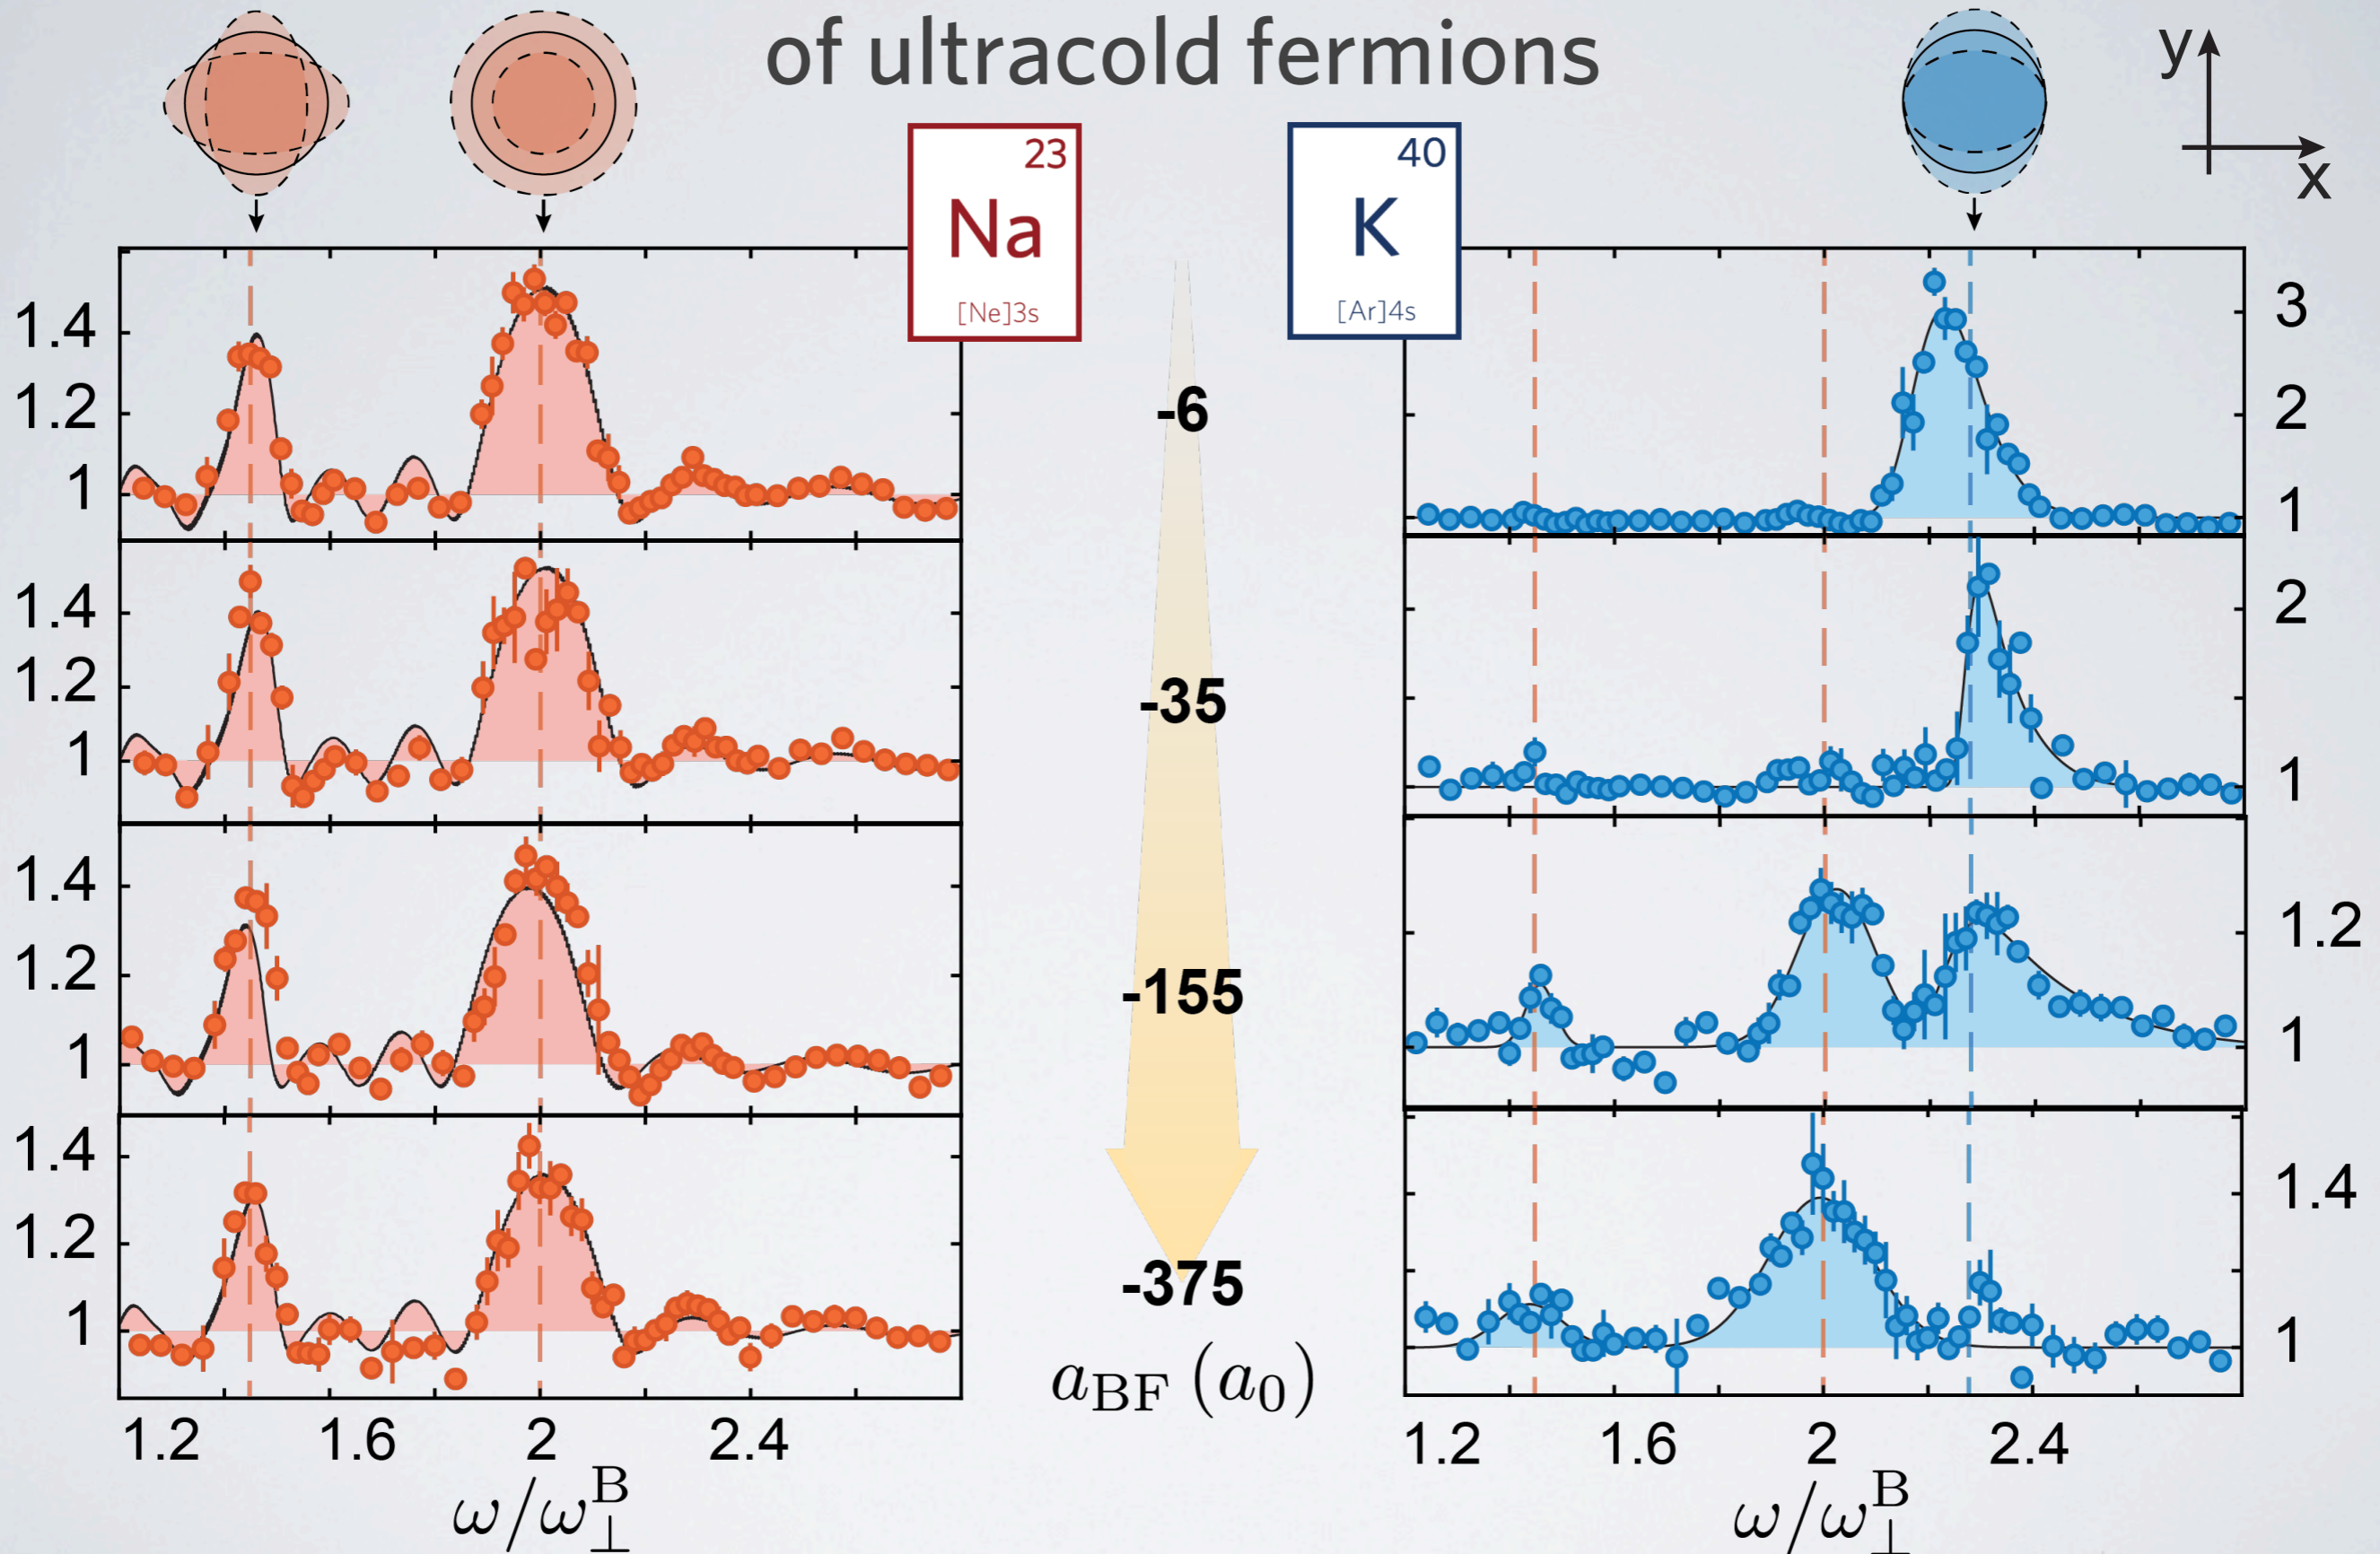 of ultracold fermions
y
x
23
Na
[Ne]3s
40
K
[Ar]4s
1.4
1.2
1
1.4
1.2
1
1.4
1.2
1
1.4
1.2
1
1.2 1.6 2 2.4
ω/ω⊥^B
-6
-35
-155
-375
a_BF (a_0)
3
2
1
2
1
1.2
1
1.4
1
1.2 1.6 2 2.4
ω/ω⊥^B